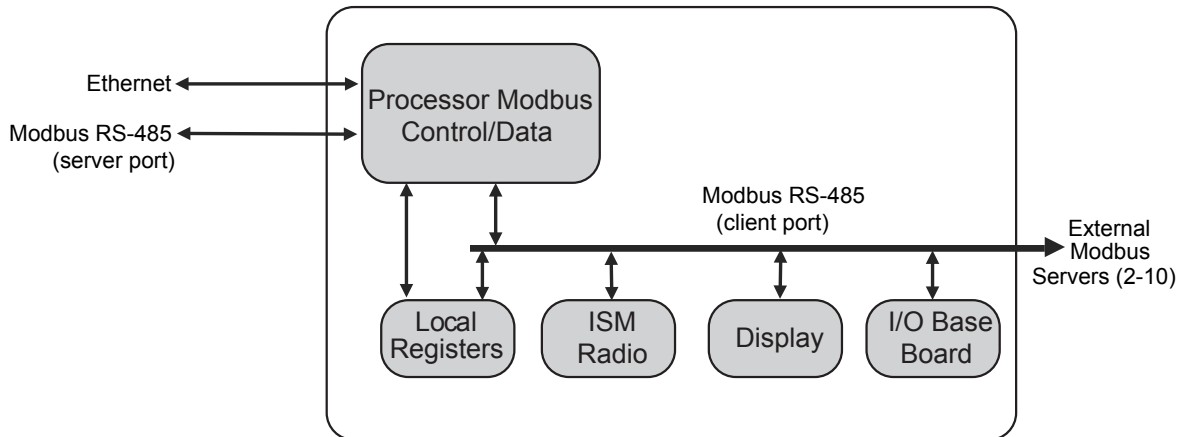 Ethernet
Modbus RS-485
(server port)
Processor Modbus
Control/Data
Modbus RS-485
(client port)
External
Modbus
Servers (2-10)
Local
Registers
ISM
Radio
Display
I/O Base
Board